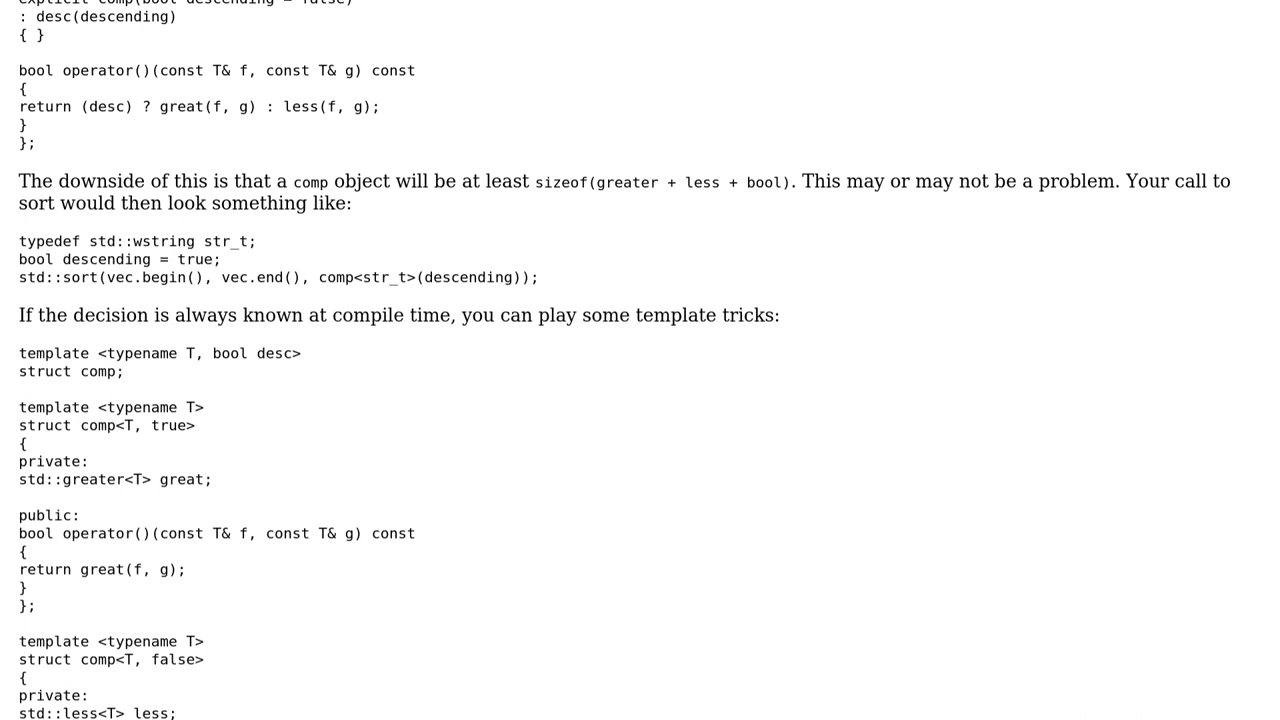 explicit comp(bool descending = false)
: desc(descending)
{ }
bool operator()(const T& f, const T& g) const
{
return (desc) ? great(f, g) : less(f, g);
}
};
The downside of this is that a comp object will be at least sizeof(greater + less + bool). This may or may not be a problem. Your call to
sort would then look something like:
typedef std::wstring str_t;
bool descending = true;
std::sort(vec.begin(), vec.end(), comp<str_t>(descending));
If the decision is always known at compile time, you can play some template tricks:
template <typename T, bool desc>
struct comp;
template <typename T>
struct comp<T, true>
{
private:
std::greater<T> great;
public:
bool operator()(const T& f, const T& g) const
{
return great(f, g);
}
};
template <typename T>
struct comp<T, false>
{
private:
std::less<T> less;